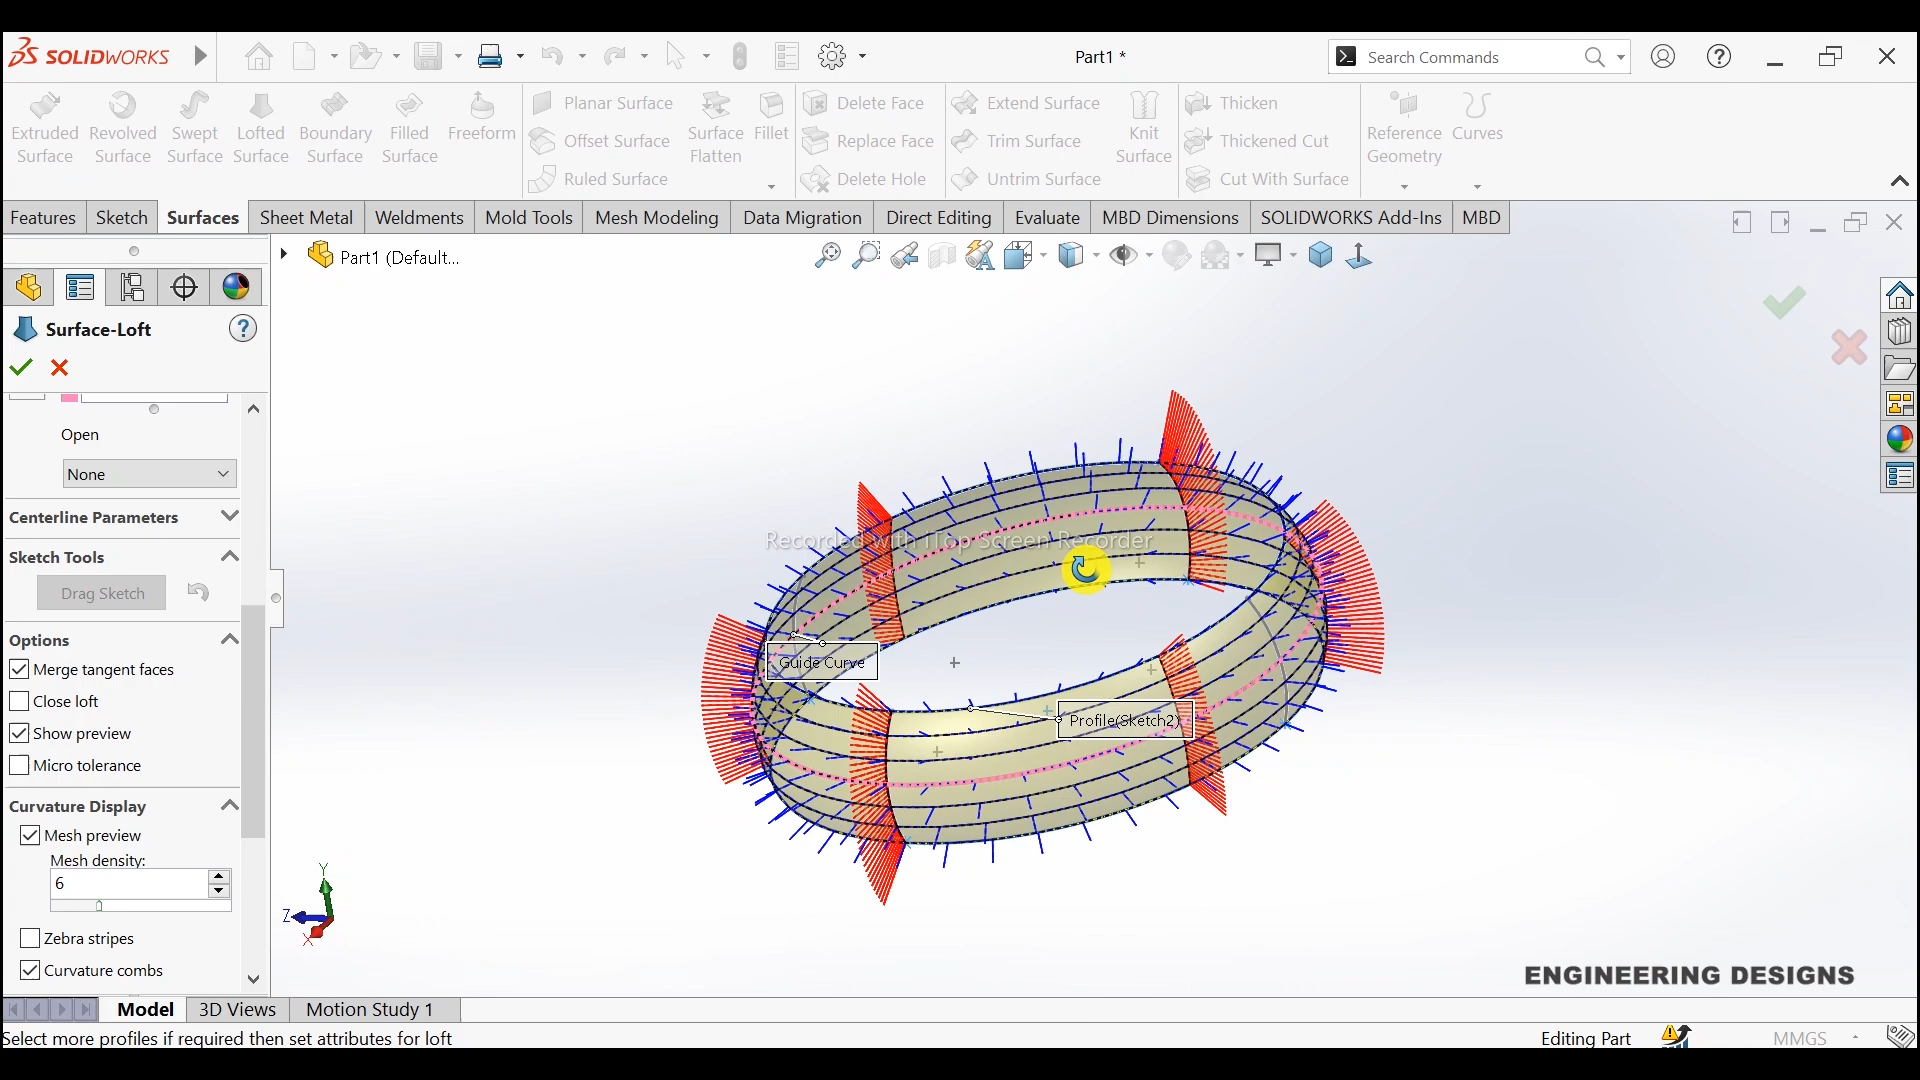 SOLIDWORKS
Part1 *
Search Commands
Extruded Surface
Revolved Surface
Swept Surface
Lofted Surface
Boundary Surface
Filled Surface
Freeform
Planar Surface
Offset Surface
Ruled Surface
Surface Flatten
Fillet
Delete Face
Replace Face
Delete Hole
Extend Surface
Trim Surface
Untrim Surface
Knit Surface
Thicken
Thickened Cut
Cut With Surface
Reference Geometry
Curves
Features Sketch Surfaces Sheet Metal Weldments Mold Tools Mesh Modeling Data Migration Direct Editing Evaluate MBD Dimensions SOLIDWORKS Add-Ins MBD
Part1 (Default...
Surface-Loft
Open
None
Centerline Parameters
Sketch Tools
Drag Sketch
Options
Merge tangent faces
Close loft
Show preview
Micro tolerance
Curvature Display
Mesh preview
Mesh density:
6
Zebra stripes
Curvature combs
Recorded with iTop Screen Recorder
Guide Curve
Profile(Sketch2)
Y
Z
X
ENGINEERING DESIGNS
Model 3D Views Motion Study 1
Select more profiles if required then set attributes for loft
Editing Part
MMGS